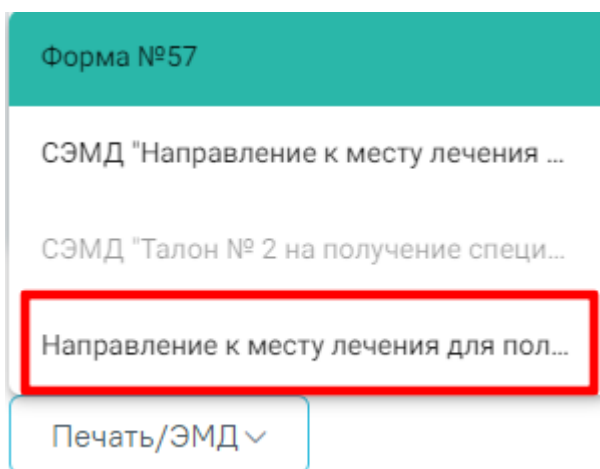 Форма №57
СЭМД "Направление к месту лечения ...
СЭМД "Талон № 2 на получение специ...
Направление к месту лечения для пол...
Печать/ЭМД